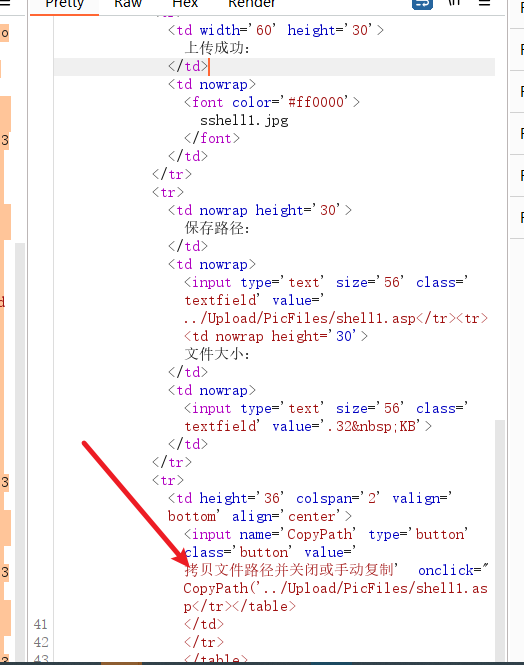 Pretty Raw Hex Render \n
<td width='60' height='30'>
上传成功：
</td>
<td nowrap>
<font color='#ff0000'>
sshell1.jpg
</font>
</td>
</tr>
<tr>
<td nowrap height='30'>
保存路径：
</td>
<td nowrap>
<input type='text' size='56' class='
textfield' value='
../Upload/PicFiles/shell1.asp</tr><tr>
<td nowrap height='30'>
文件大小：
</td>
<td nowrap>
<input type='text' size='56' class='
textfield' value='.32&nbsp;KB'>
</td>
</tr>
<tr>
<td height='36' colspan='2' valign='
bottom' align='center'>
<input name='CopyPath' type='button'
class='button' value='
拷贝文件路径并关闭或手动复制' onclick="
CopyPath('../Upload/PicFiles/shell1.as
p</tr></table>
41 </td>
42 </tr>
43 </table>